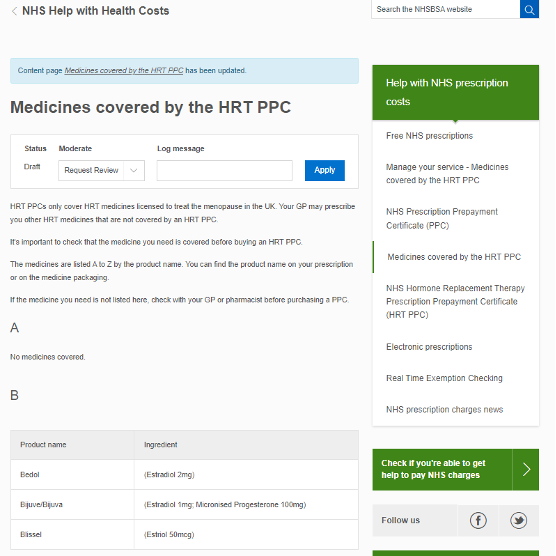 NHS Help with Health Costs
Search the NHSBSA website
Content page Medicines covered by the HRT PPC has been updated.
Medicines covered by the HRT PPC
Status Moderate Log message
Draft Request Review Apply
HRT PPCs only cover HRT medicines licensed to treat the menopause in the UK. Your GP may prescribe
you other HRT medicines that are not covered by an HRT PPC.
It's important to check that the medicine you need is covered before buying an HRT PPC.
The medicines are listed A to Z by the product name. You can find the product name on your prescription
or on the medicine packaging.
If the medicine you need is not listed here, check with your GP or pharmacist before purchasing a PPC.
A
No medicines covered.
B
Product name Ingredient
Bedol (Estradiol 2mg)
Bijuve/Bijuva (Estradiol 1mg; Micronised Progesterone 100mg)
Blissel (Estriol 50mcg)
Help with NHS prescription
costs
Free NHS prescriptions
Manage your service - Medicines
covered by the HRT PPC
NHS Prescription Prepayment
Certificate (PPC)
Medicines covered by the HRT PPC
NHS Hormone Replacement Therapy
Prescription Prepayment Certificate
(HRT PPC)
Electronic prescriptions
Real Time Exemption Checking
NHS prescription charges news
Check if you're able to get
help to pay NHS charges
Follow us